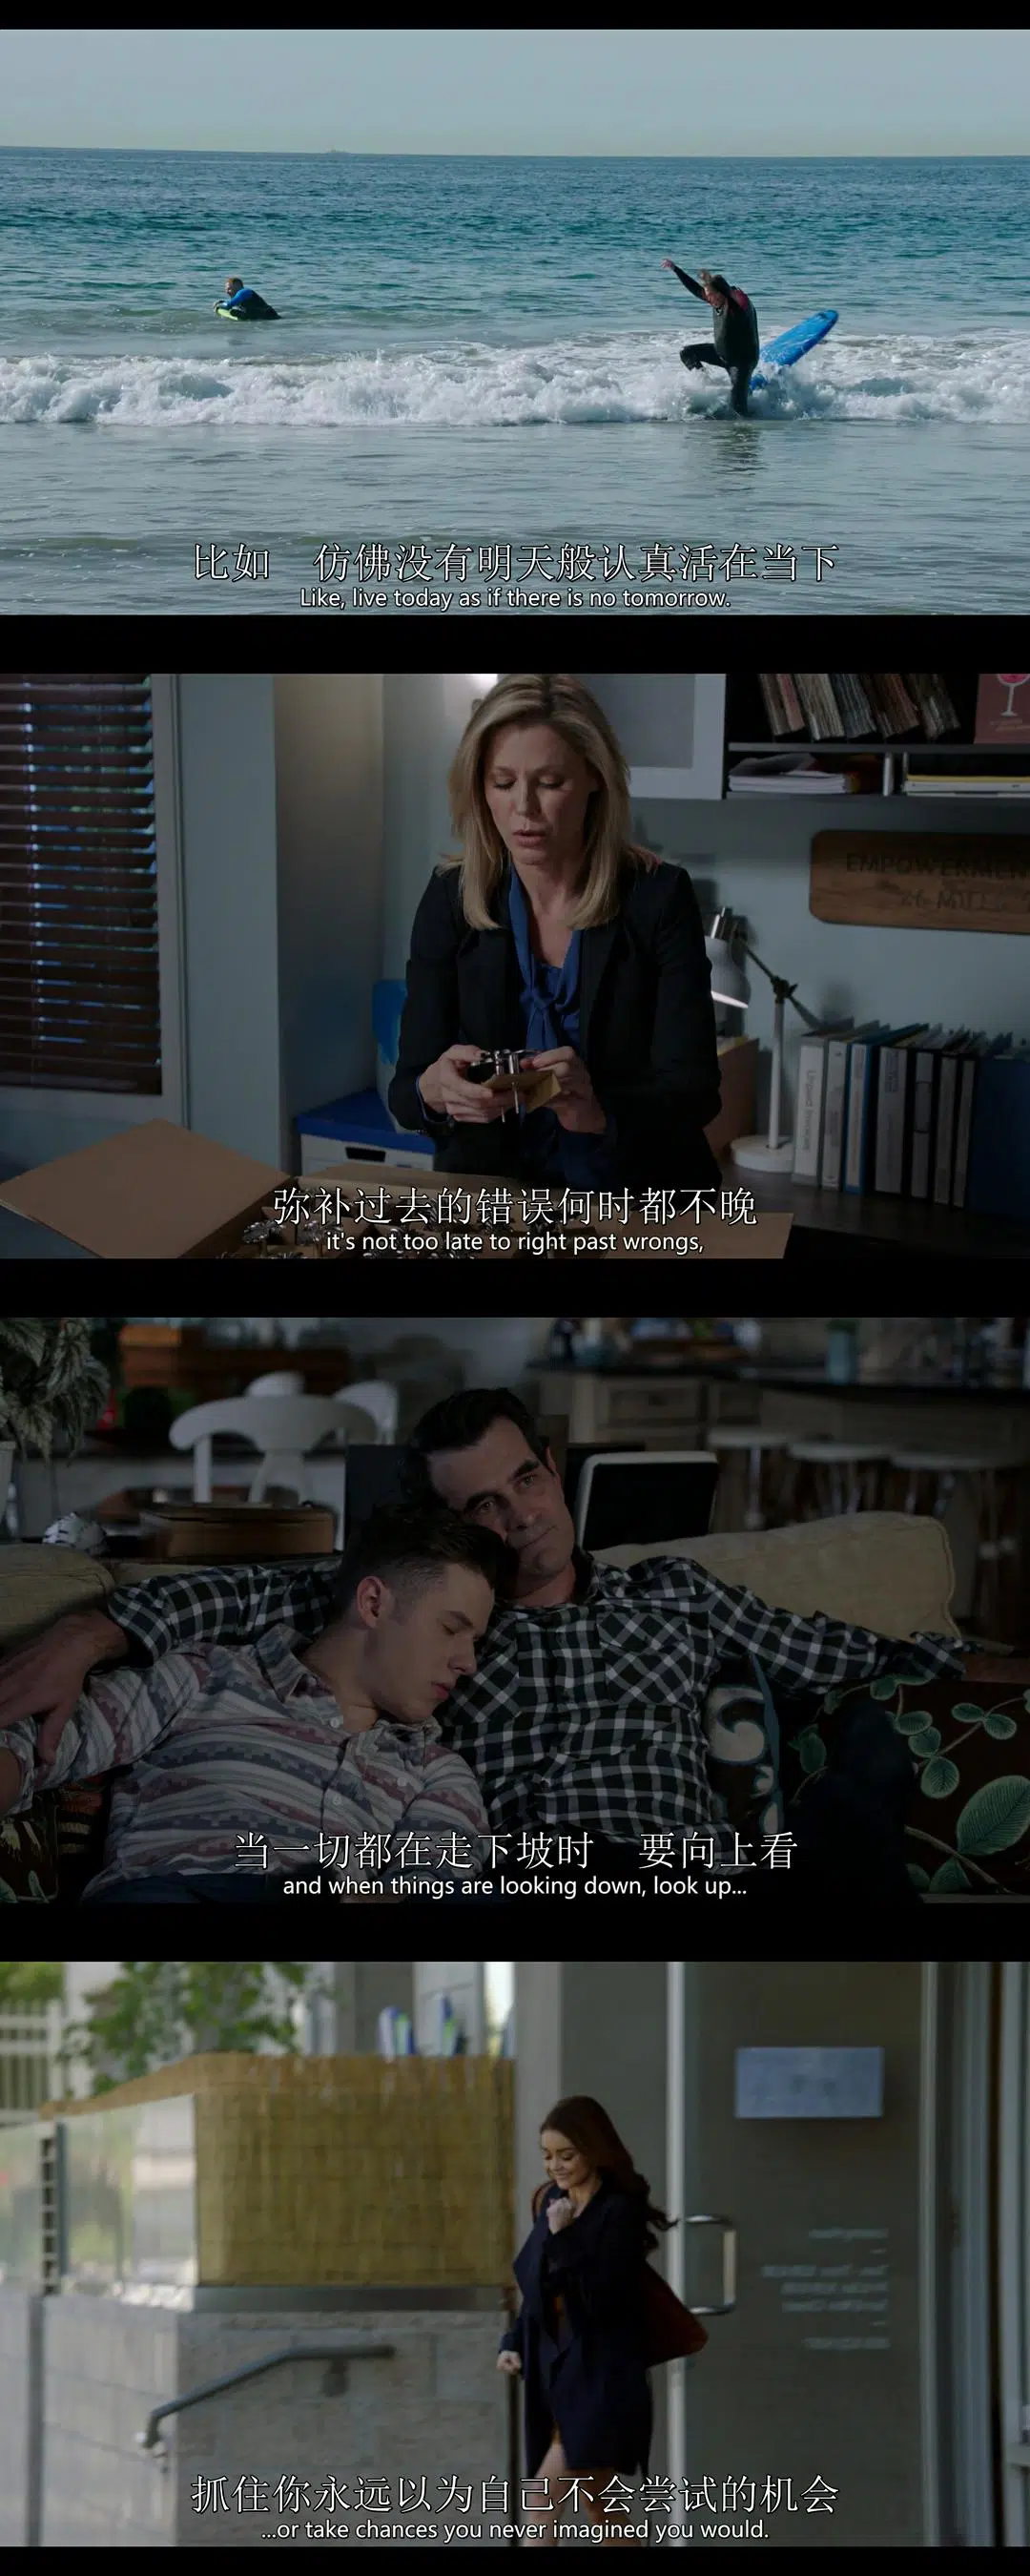 比如　仿佛没有明天般认真活在当下
Like, live today as if there is no tomorrow.
EMPOWERMEN
弥补过去的错误何时都不晚
it's not too late to right past wrongs,
当一切都在走下坡时　要向上看
and when things are looking down, look up...
抓住你永远以为自己不会尝试的机会
...or take chances you never imagined you would.